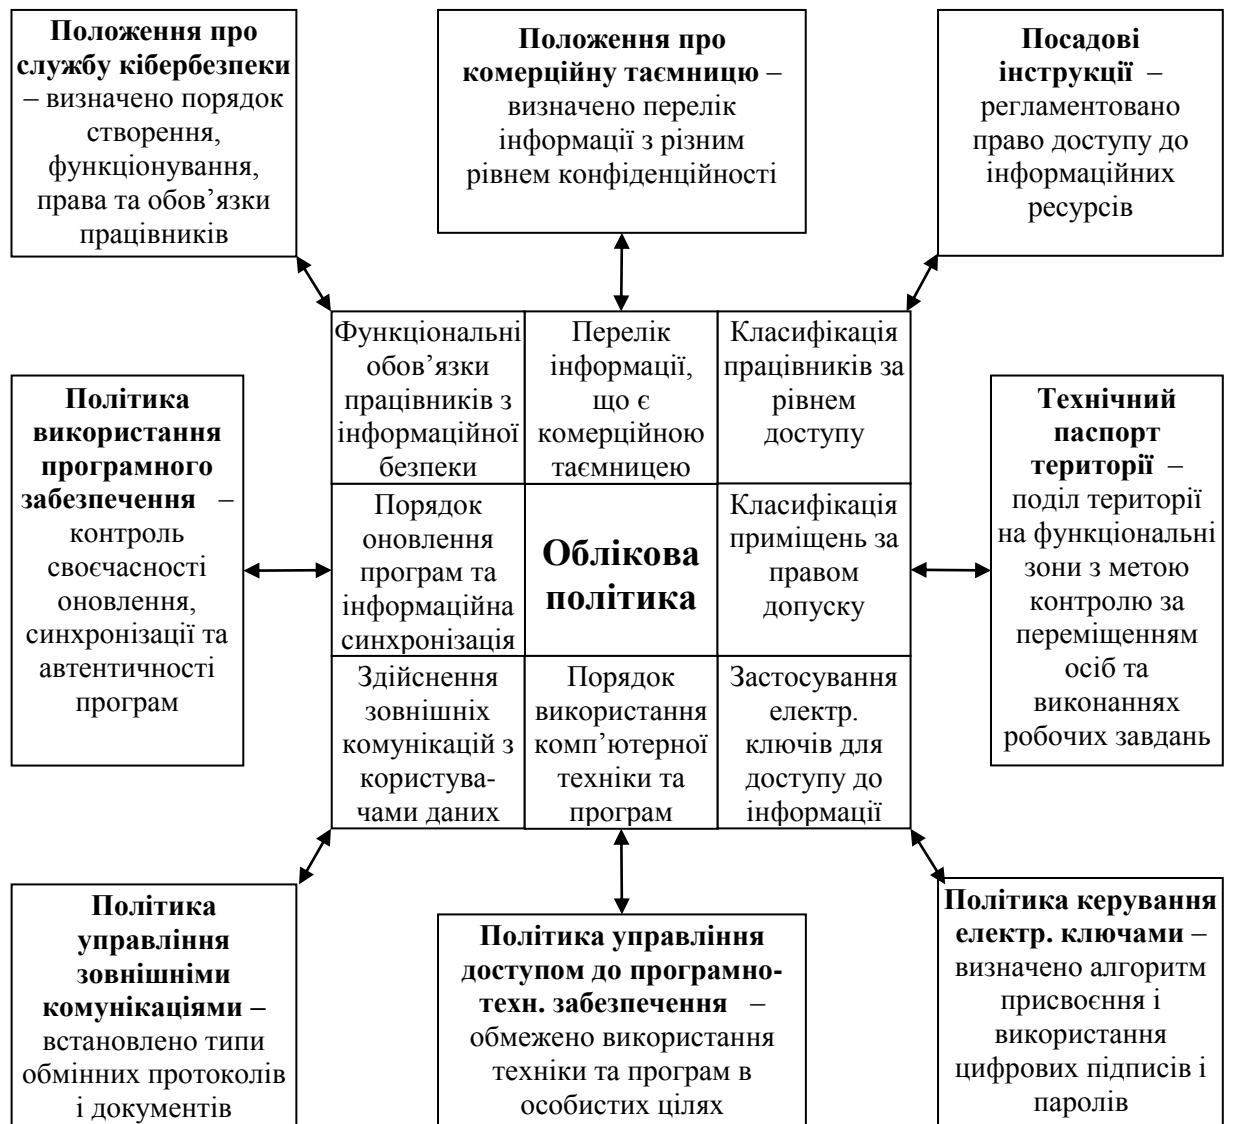 Положення про
службу кібербезпеки
– визначено порядок
створення,
функціонування,
права та обов’язки
працівників
Положення про
комерційну таємницю –
визначено перелік
інформації з різним
рівнем конфіденційності
Посадові
інструкції –
регламентовано
право доступу до
інформаційних
ресурсів
Функціональні
обов’язки
працівників з
інформаційної
безпеки
Перелік
інформації,
що є
комерційною
таємницею
Класифікація
працівників за
рівнем
доступу
Політика
використання
програмного
забезпечення –
контроль
своєчасності
оновлення,
синхронізації та
автентичності
програм
Порядок
оновлення
програм та
інформаційна
синхронізація
Облікова
політика
Класифікація
приміщень за
правом
допуску
Технічний
паспорт
території –
поділ території
на функціональні
зони з метою
контролю за
переміщенням
осіб та
виконаннях
робочих завдань
Здійснення
зовнішніх
комунікацій з
користува-
чами даних
Порядок
використання
комп’ютерної
техніки та
програм
Застосування
електр.
ключів для
доступу до
інформації
Політика
управління
зовнішніми
комунікаціями –
встановлено типи
обмінних протоколів
і документів
Політика управління
доступом до програмно-
техн. забезпечення –
обмежено використання
техніки та програм в
особистих цілях
Політика керування
електр. ключами –
визначено алгоритм
присвоєння і
використання
цифрових підписів і
паролів